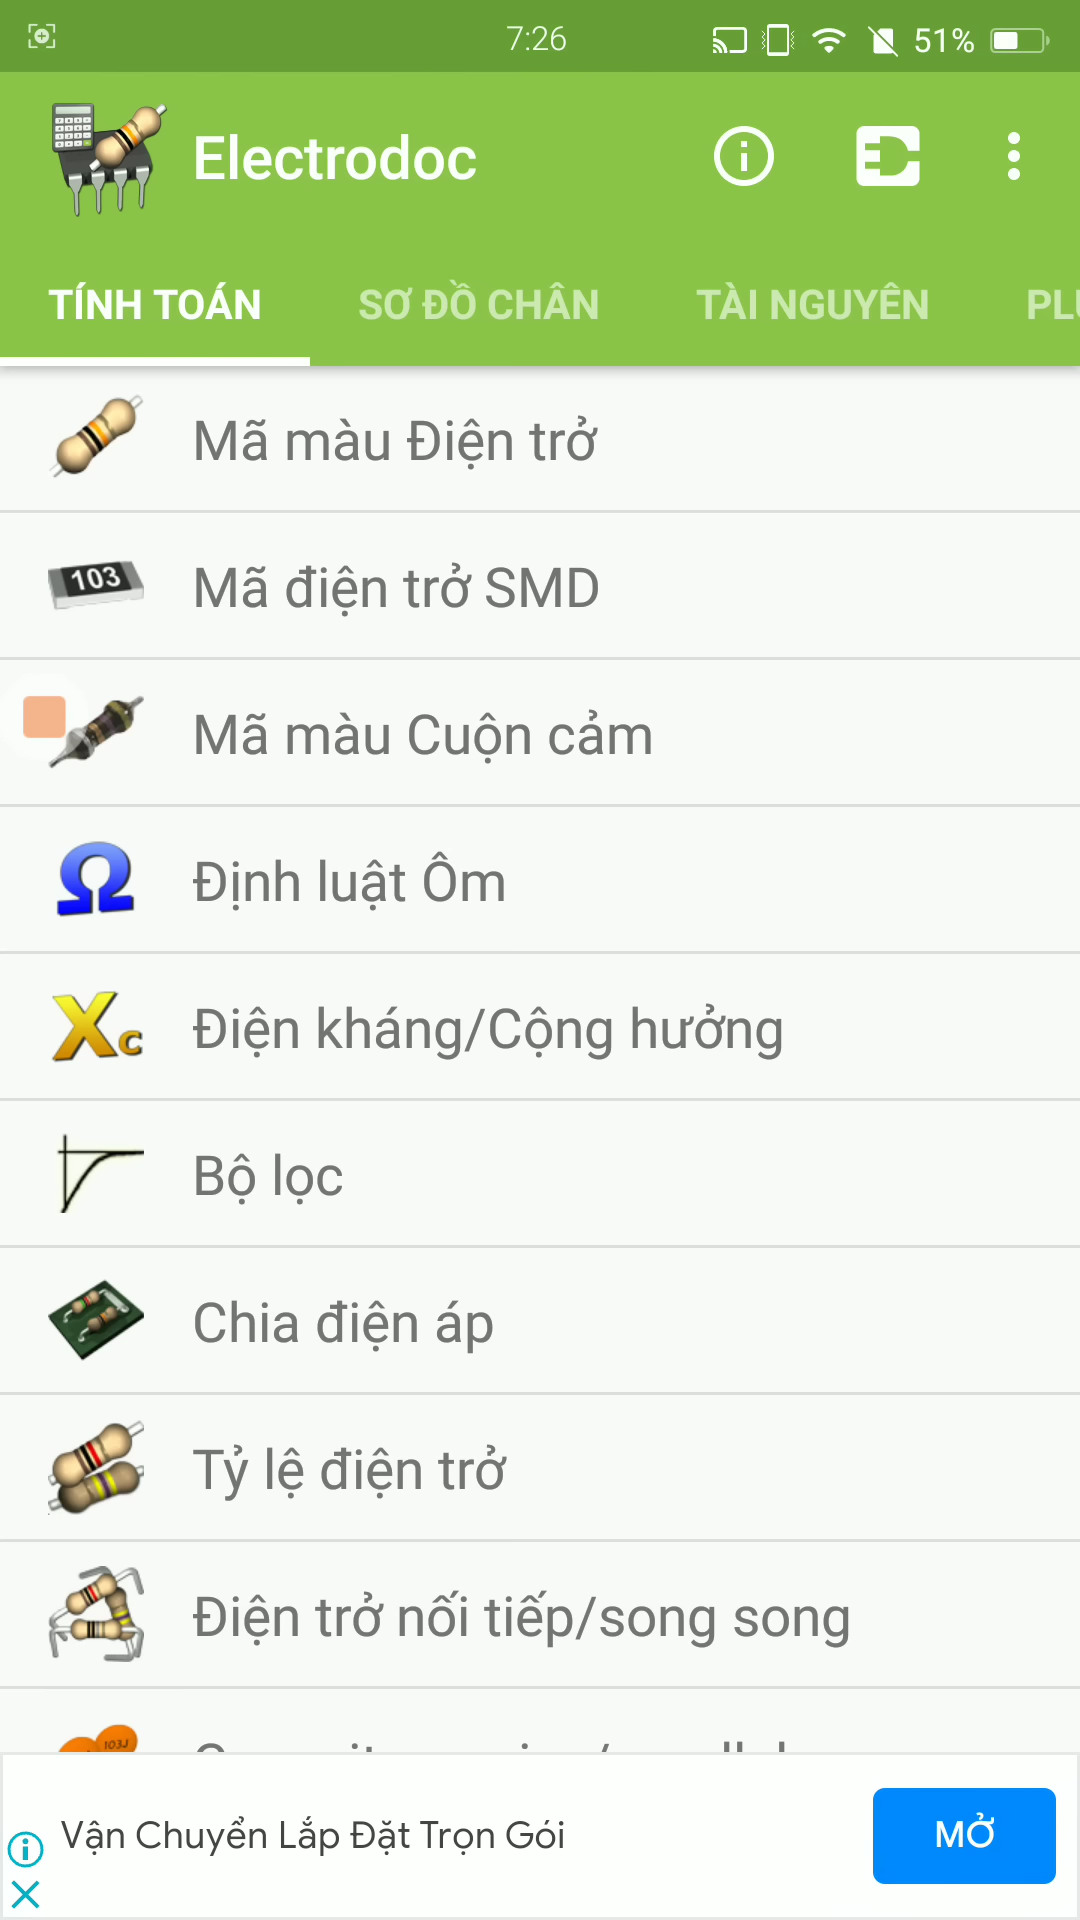 7:26
51%
Electrodoc
TÍNH TOÁN
SƠ ĐỒ CHÂN
TÀI NGUYÊN
Mã màu Điện trở
103
Mã điện trở SMD
Mã màu Cuộn cảm
Ω
Định luật Ôm
Xc
Điện kháng/Cộng hưởng
Bộ lọc
Chia điện áp
Tỷ lệ điện trở
Điện trở nối tiếp/song song
103J
Vận Chuyển Lắp Đặt Trọn Gói
MỞ